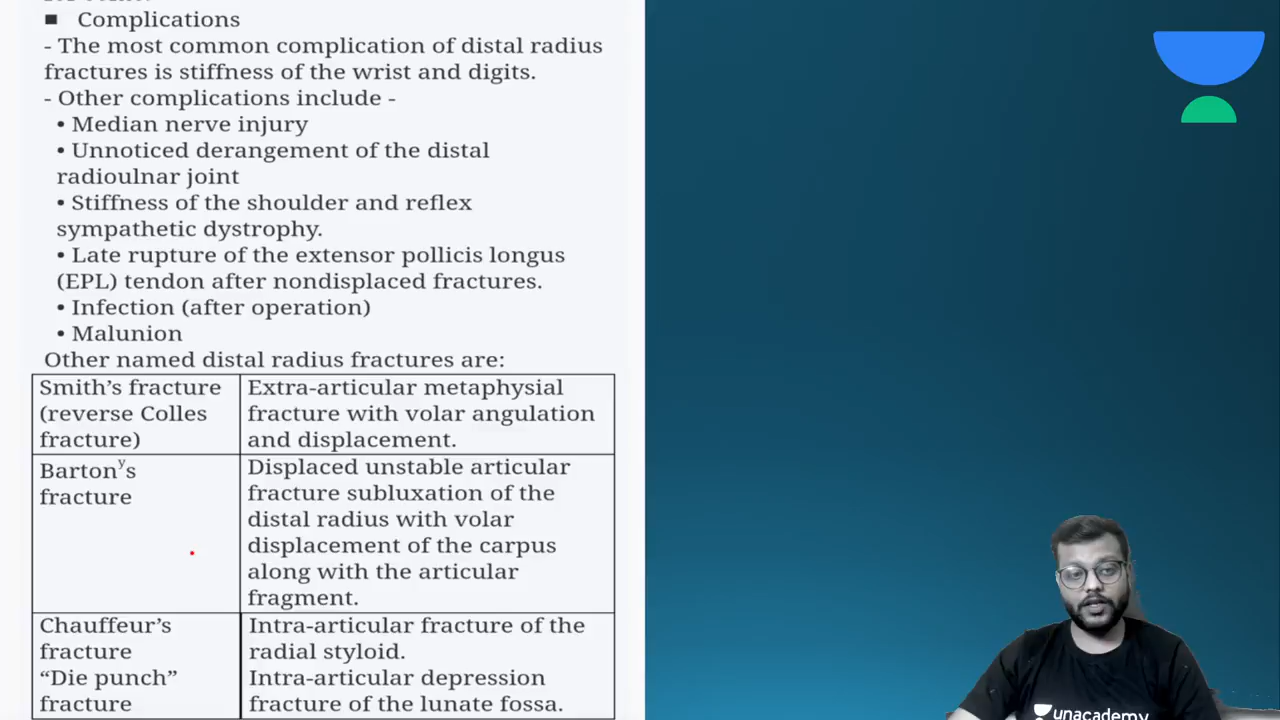 ■ Complications
- The most common complication of distal radius
fractures is stiffness of the wrist and digits.
- Other complications include -
• Median nerve injury
• Unnoticed derangement of the distal
radioulnar joint
• Stiffness of the shoulder and reflex
sympathetic dystrophy.
• Late rupture of the extensor pollicis longus
(EPL) tendon after nondisplaced fractures.
• Infection (after operation)
• Malunion
Other named distal radius fractures are:
Smith’s fracture
(reverse Colles
fracture)
Extra-articular metaphysial
fracture with volar angulation
and displacement.
Bartonʸs
fracture
Displaced unstable articular
fracture subluxation of the
distal radius with volar
displacement of the carpus
along with the articular
fragment.
Chauffeur’s
fracture
Intra-articular fracture of the
radial styloid.
“Die punch”
fracture
Intra-articular depression
fracture of the lunate fossa.
unacademy